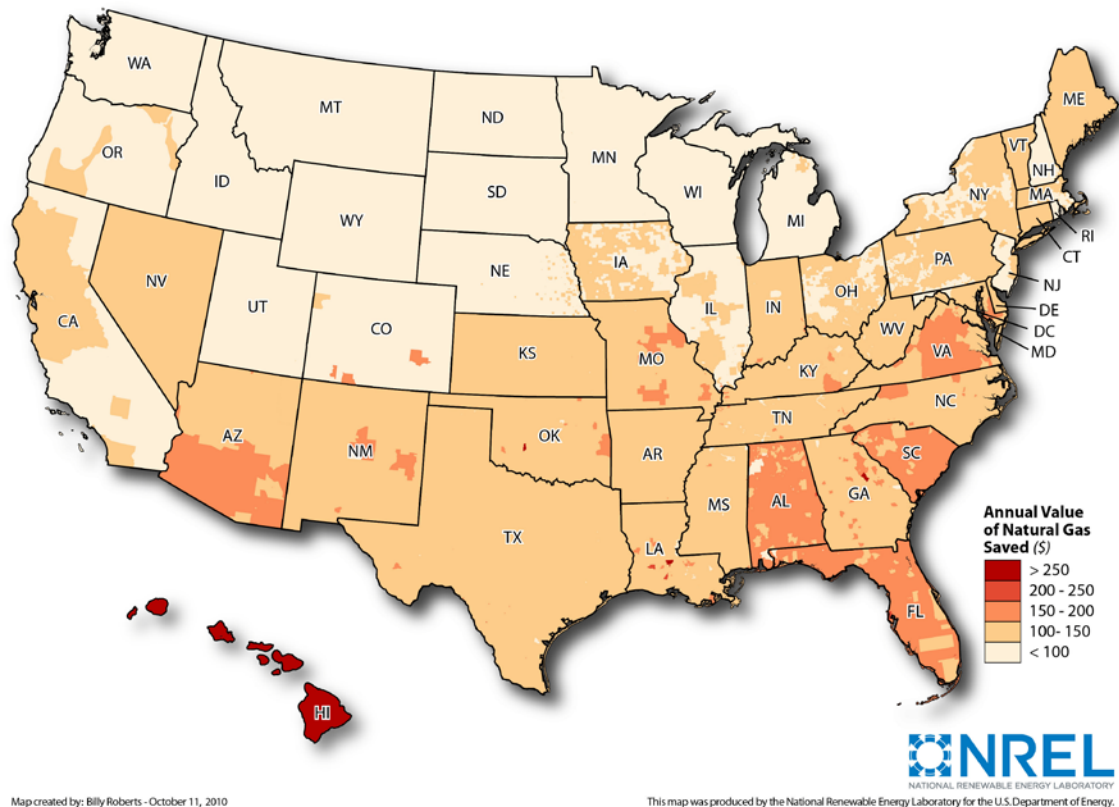 WA
MT
ND
MN
OR
ID
WY
SD
WI
MI
NE
IA
NV
UT
CO
CA
KS
MO
IL
IN
OH
PA
NY
VT
NH
ME
MA
RI
CT
NJ
DE
DC
MD
WV
VA
KY
NC
TN
AZ
NM
OK
AR
SC
MS
AL
GA
TX
LA
FL
HI
Annual Value
of Natural Gas
Saved ($)
> 250
200 - 250
150 - 200
100- 150
< 100
NREL
NATIONAL RENEWABLE ENERGY LABORATORY
Map created by: Billy Roberts - October 11, 2010
This map was produced by the National Renewable Energy Laboratory for the U.S. Department of Energy.